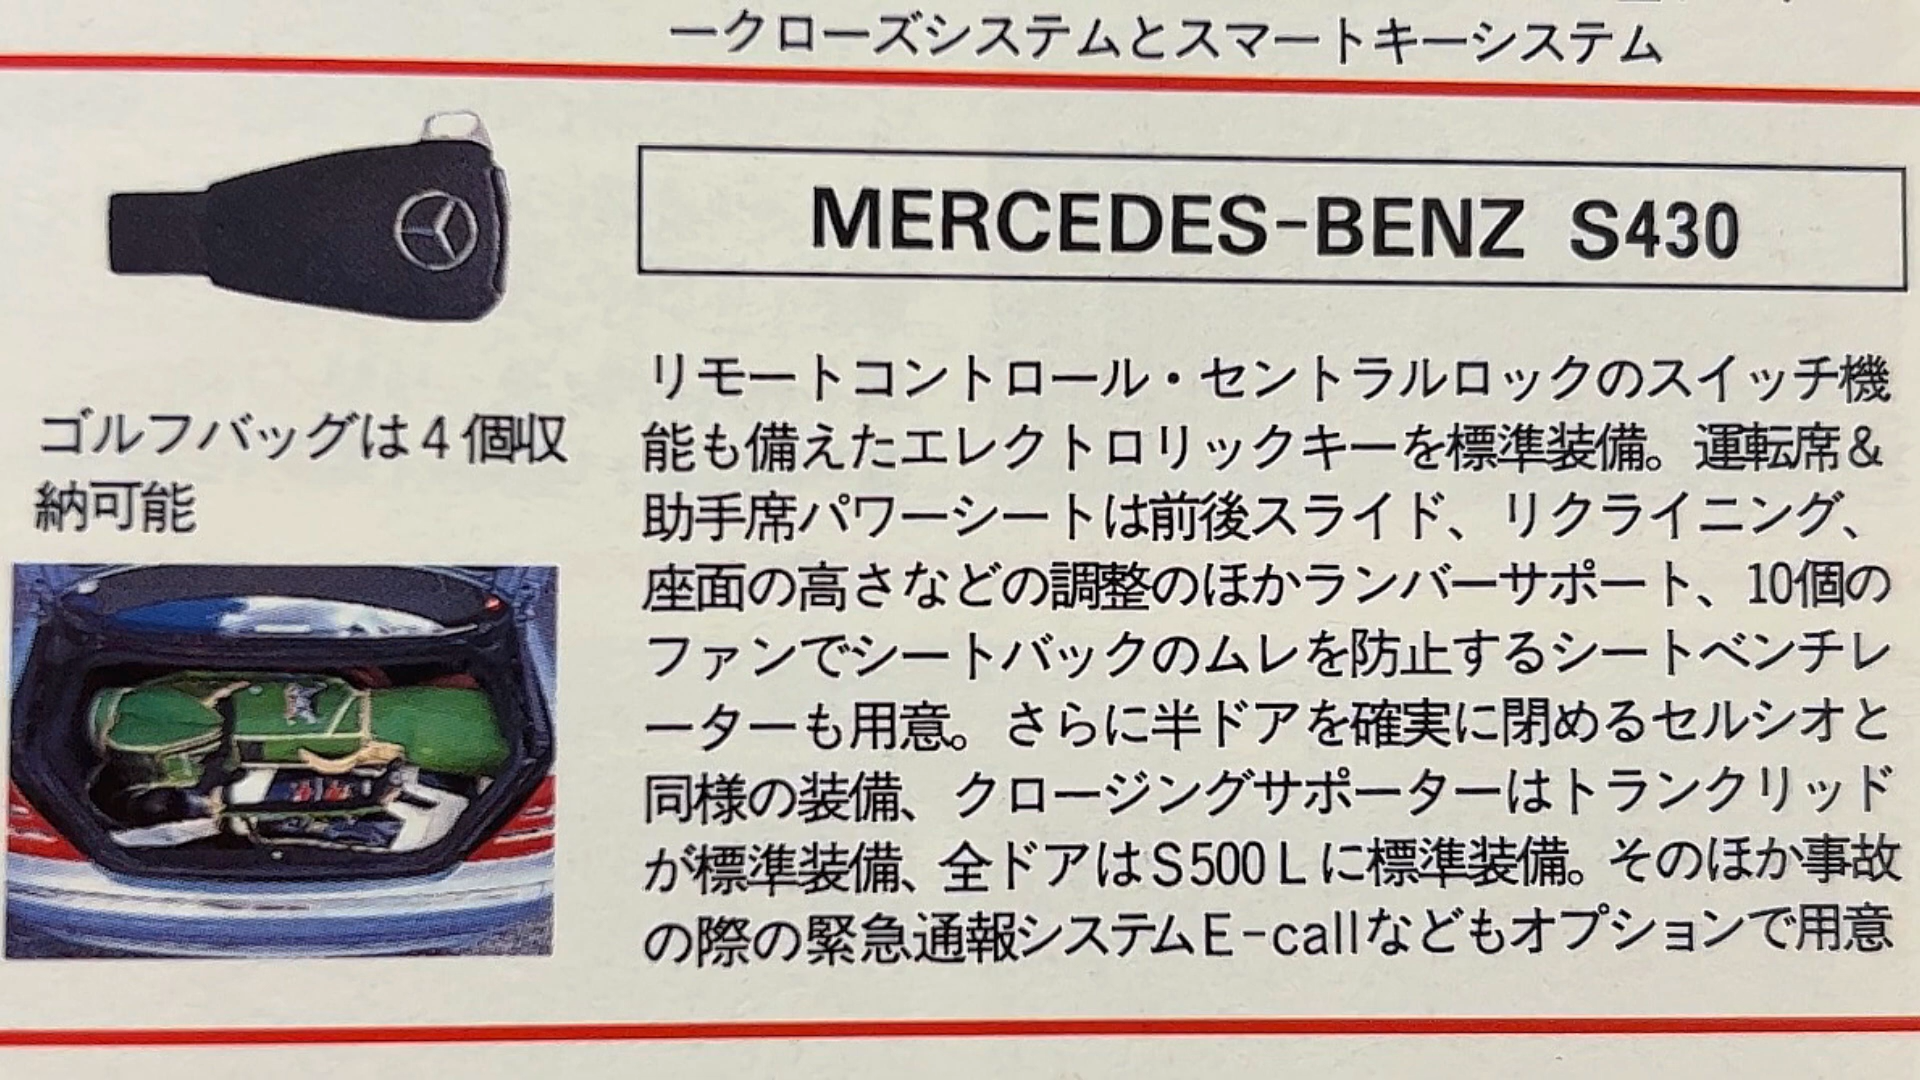 ークローズシステムとスマートキーシステム
MERCEDES-BENZ S430
リモートコントロール・セントラルロックのスイッチ機
能も備えたエレクトロリックキーを標準装備。運転席&
助手席パワーシートは前後スライド、リクライニング、
座面の高さなどの調整のほかランバーサポート、10個の
ファンでシートバックのムレを防止するシートベンチレ
ーターも用意。さらに半ドアを確実に閉めるセルシオと
同様の装備、クロージングサポーターはトランクリッド
が標準装備、全ドアはS500Lに標準装備。そのほか事故
の際の緊急通報システムE-callなどもオプションで用意
ゴルフバッグは4個収
納可能